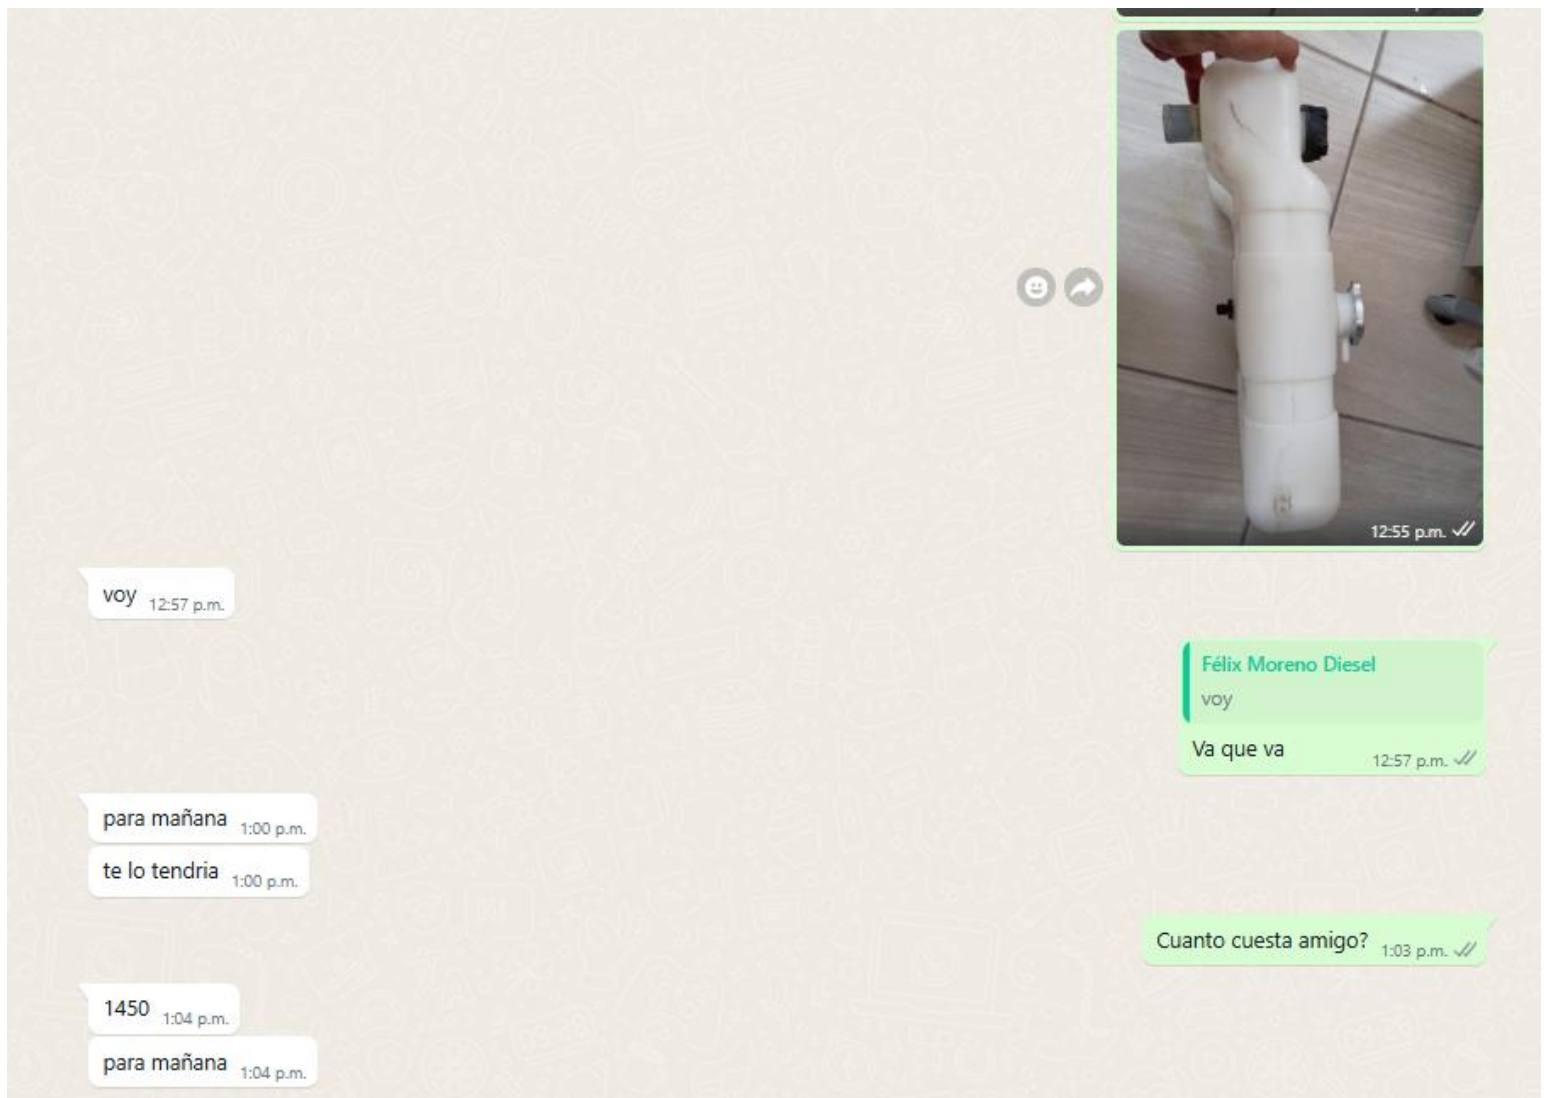 12:55 p.m.
voy 12:57 p.m.
Félix Moreno Diesel
voy
Va que va 12:57 p.m.
para mañana 1:00 p.m.
te lo tendria 1:00 p.m.
Cuanto cuesta amigo? 1:03 p.m.
1450 1:04 p.m.
para mañana 1:04 p.m.